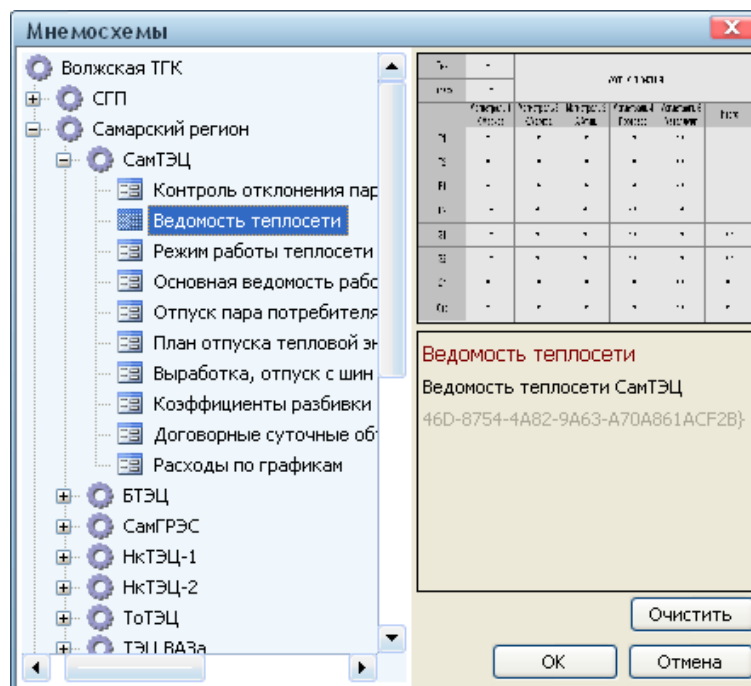 Мнемосхемы
Волжская ТГК
СГП
Самарский регион
СамТЭЦ
Контроль отклонения пар
Ведомость теплосети
Режим работы теплосети
Основная ведомость рабо
Отпуск пара потребителя
План отпуска тепловой эн
Выработка, отпуск с шин
Коэффициенты разбивки
Договорные суточные об
Расходы по графикам
БТЭЦ
СамГРЭС
НкТЭЦ-1
НкТЭЦ-2
ТоТЭЦ
ТЭЦ ВАЗа
Ведомость теплосети
Ведомость теплосети СамТЭЦ
46D-8754-4A82-9A63-A70A861ACF2B}
Очистить
ОК
Отмена